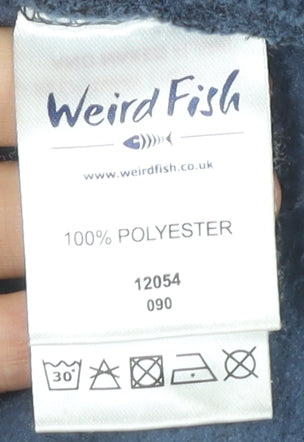 Weird Fish
www.weirdfish.co.uk
100% POLYESTER
12054
090
30°